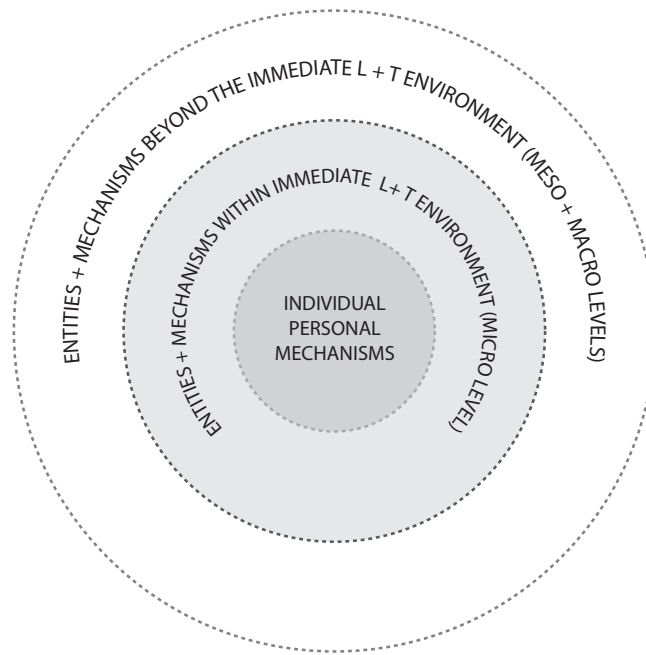 ENTITIES + MECHANISMS BEYOND THE IMMEDIATE L + T ENVIRONMENT (MESO + MACRO LEVELS)
ENTITIES + MECHANISMS WITHIN IMMEDIATE L+ T ENVIRONMENT (MICRO LEVEL)
INDIVIDUAL
PERSONAL
MECHANISMS